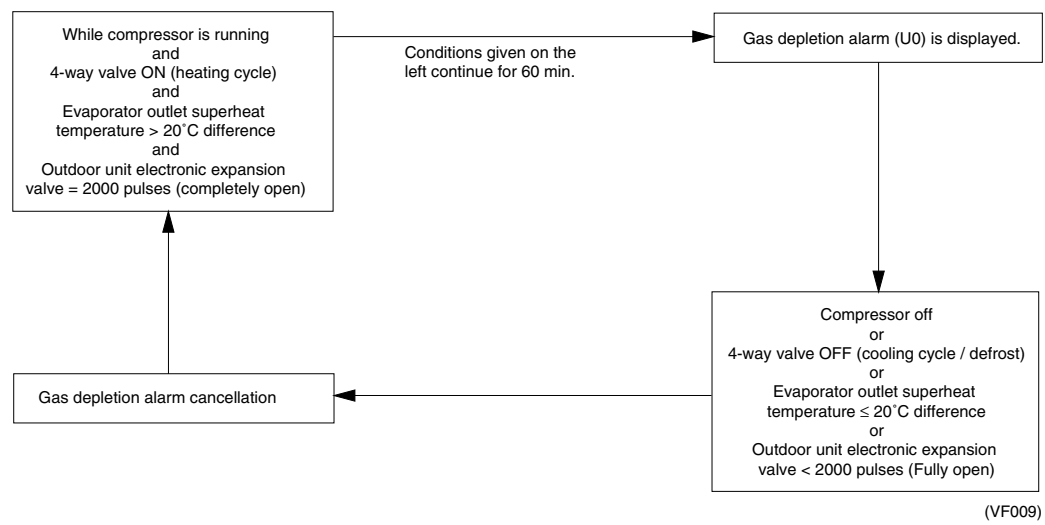 While compressor is running
and
4-way valve ON (heating cycle)
and
Evaporator outlet superheat
temperature > 20˚C difference
and
Outdoor unit electronic expansion
valve = 2000 pulses (completely open)
Conditions given on the
left continue for 60 min.
Gas depletion alarm (U0) is displayed.
Compressor off
or
4-way valve OFF (cooling cycle / defrost)
or
Evaporator outlet superheat
temperature ≤ 20˚C difference
or
Outdoor unit electronic expansion
valve < 2000 pulses (Fully open)
Gas depletion alarm cancellation
(VF009)